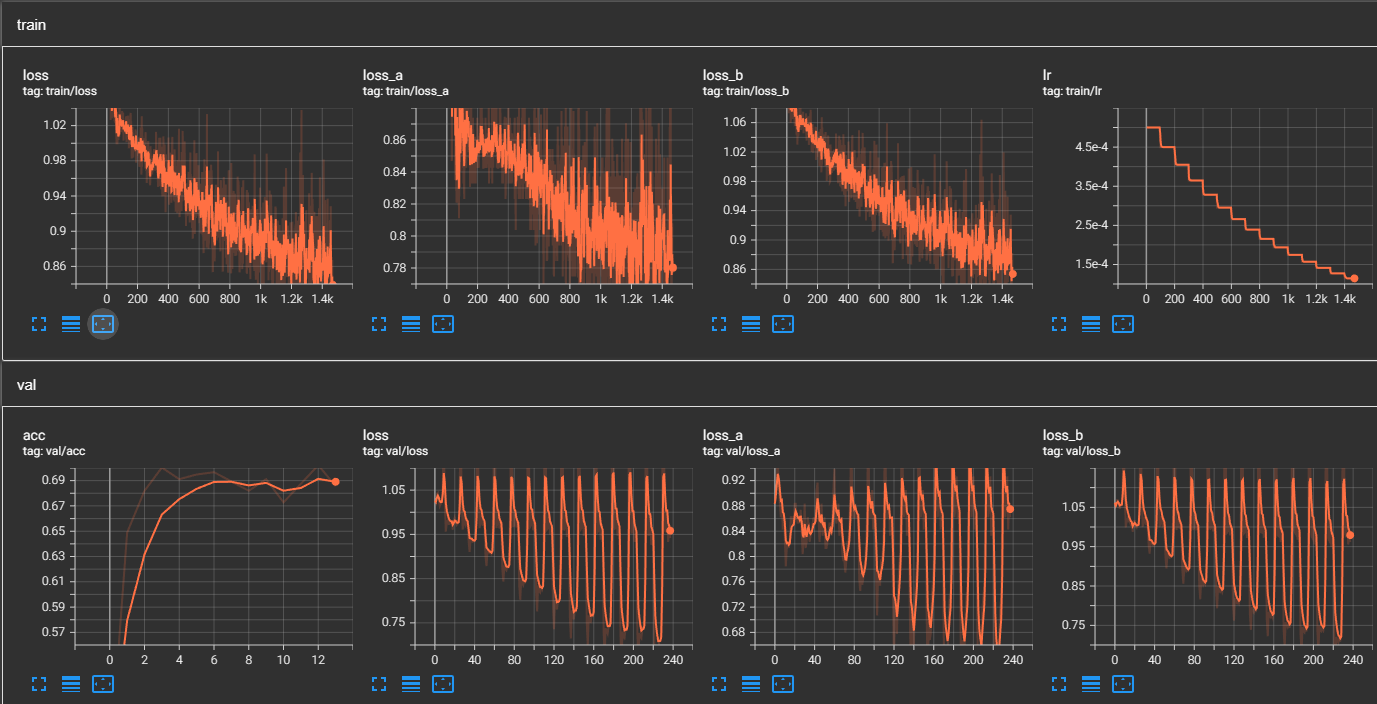 train
loss
tag: train/loss
1.02
0.98
0.94
0.9
0.86
0 200 400 600 800 1k 1.2k 1.4k
loss_a
tag: train/loss_a
0.86
0.84
0.82
0.8
0.78
0 200 400 600 800 1k 1.2k 1.4k
loss_b
tag: train/loss_b
1.06
1.02
0.98
0.94
0.9
0.86
0 200 400 600 800 1k 1.2k 1.4k
lr
tag: train/lr
4.5e-4
3.5e-4
2.5e-4
1.5e-4
0 200 400 600 800 1k 1.2k 1.4k
val
acc
tag: val/acc
0.69
0.67
0.65
0.63
0.61
0.59
0.57
0 2 4 6 8 10 12
loss
tag: val/loss
1.05
0.95
0.85
0.75
0 40 80 120 160 200 240
loss_a
tag: val/loss_a
0.92
0.88
0.84
0.8
0.76
0.72
0.68
0 40 80 120 160 200 240
loss_b
tag: val/loss_b
1.05
0.95
0.85
0.75
0 40 80 120 160 200 240